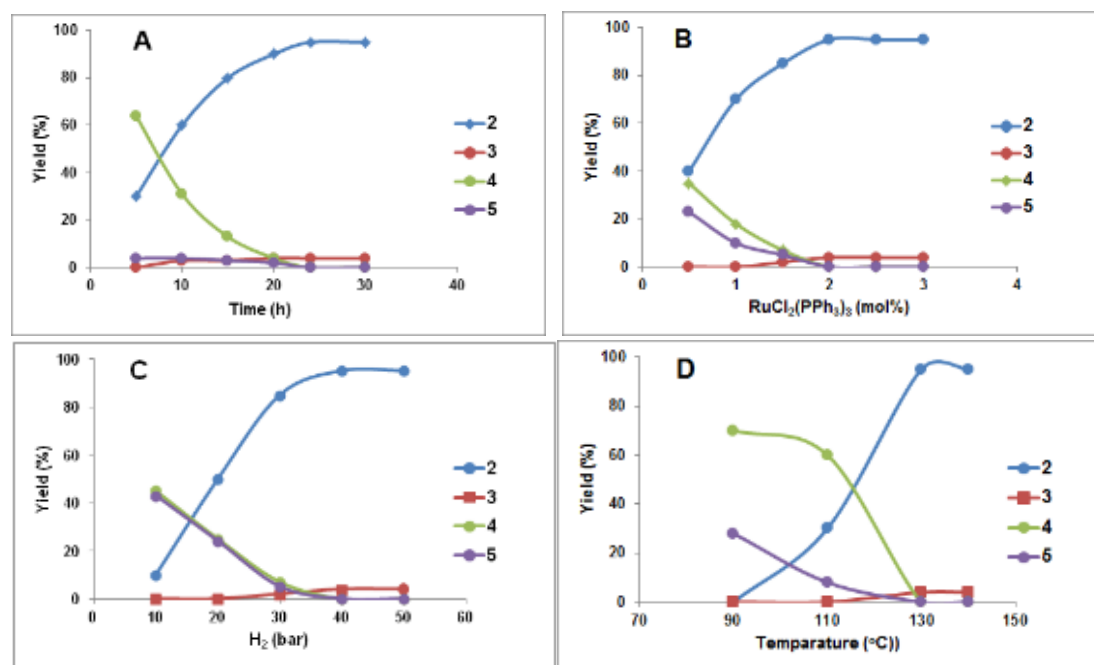 A
100
80
60
40
20
0
Yield (%)
0 10 20 30 40
Time (h)
2
3
4
5
B
100
80
60
40
20
0
Yield (%)
0 1 2 3 4
RuCl₂(PPh₃)₃ (mol%)
2
3
4
5
C
100
80
60
40
20
0
Yield (%)
0 10 20 30 40 50 60
H₂ (bar)
2
3
4
5
D
100
80
60
40
20
0
Yield (%)
70 90 110 130 150
Temparature (°C))
2
3
4
5